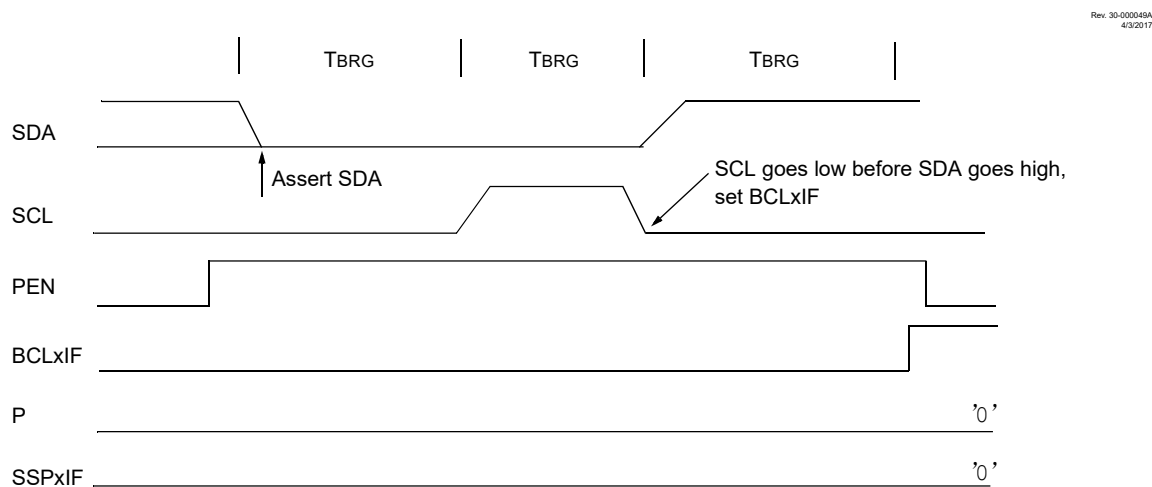 Rev. 30-000049A
4/3/2017
TBRG TBRG TBRG
SDA
Assert SDA
SCL goes low before SDA goes high,
set BCLxIF
SCL
PEN
BCLxIF
P
'0'
SSPxIF
'0'